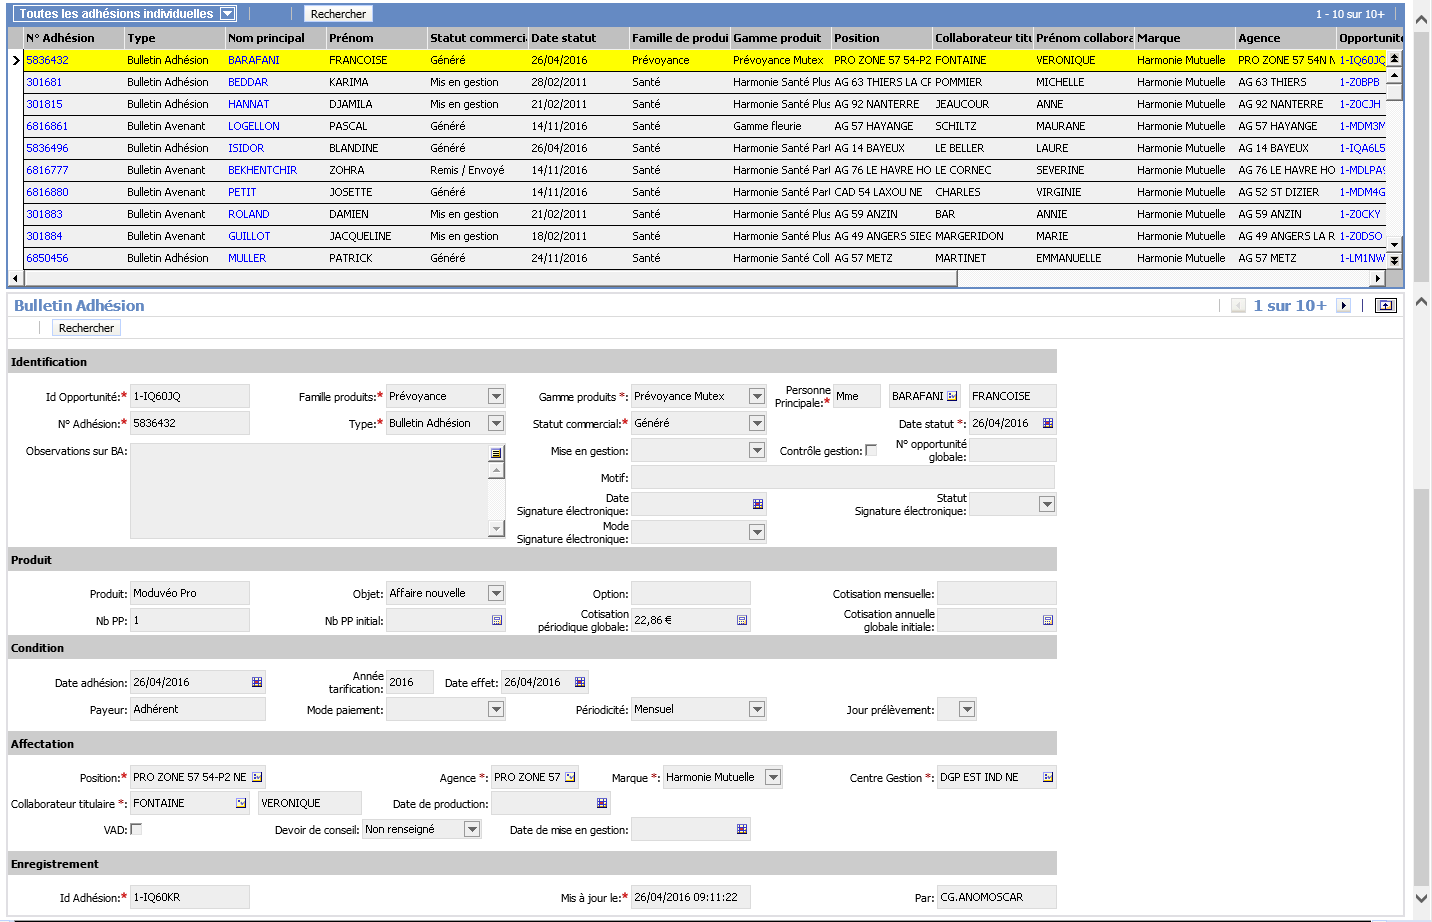 Toutes les adhésions individuelles Rechercher 1 - 10 sur 10+
N° Adhésion Type Nom principal Prénom Statut commercia Date statut Famille de produi Gamme produit Position Collaborateur titu Prénom collabora Marque Agence Opportunité
5836432 Bulletin Adhésion BARAFANI FRANCOISE Généré 26/04/2016 Prévoyance Prévoyance Mutex PRO ZONE 57 54-P2 FONTAINE VERONIQUE Harmonie Mutuelle PRO ZONE 57 54N N 1-IQ60JQ
301681 Bulletin Avenant BEDDAR KARIMA Mis en gestion 28/02/2011 Santé Harmonie Santé Plus AG 63 THIERS LA CF POMMIER MICHELLE Harmonie Mutuelle AG 63 THIERS 1-Z0BPB
301815 Bulletin Avenant HANNAT DJAMILA Mis en gestion 21/02/2011 Santé Harmonie Santé Plus AG 92 NANTERRE JEAUCOUR ANNE Harmonie Mutuelle AG 92 NANTERRE 1-Z0CJH
6816861 Bulletin Avenant LOGELLON PASCAL Généré 14/11/2016 Santé Gamme fleurie AG 57 HAYANGE SCHILTZ MAURANE Harmonie Mutuelle AG 57 HAYANGE 1-MDM3M
5836496 Bulletin Adhésion ISIDOR BLANDINE Généré 26/04/2016 Santé Harmonie Santé Part AG 14 BAYEUX LE BELLER LAURE Harmonie Mutuelle AG 14 BAYEUX 1-IQA6L5
6816777 Bulletin Avenant BEKHENTCHIR ZOHRA Remis / Envoyé 14/11/2016 Santé Harmonie Santé Part AG 76 LE HAVRE HO LE CORNEC SEVERINE Harmonie Mutuelle AG 76 LE HAVRE HO 1-MDLPA9
6816880 Bulletin Avenant PETIT JOSETTE Généré 14/11/2016 Santé Harmonie Santé Part CAD 54 LAXOU NE CHARLES VIRGINIE Harmonie Mutuelle AG 52 ST DIZIER 1-MDM4G
301883 Bulletin Avenant ROLAND DAMIEN Mis en gestion 21/02/2011 Santé Harmonie Santé Plus AG 59 ANZIN BAR ANNIE Harmonie Mutuelle AG 59 ANZIN 1-Z0CKY
301884 Bulletin Avenant GUILLOT JACQUELINE Mis en gestion 18/02/2011 Santé Harmonie Santé Plus AG 49 ANGERS SIEG MARGERIDON MARIE Harmonie Mutuelle AG 49 ANGERS LA R 1-Z0DSO
6850456 Bulletin Adhésion MULLER PATRICK Généré 24/11/2016 Santé Harmonie Santé Coll AG 57 METZ MARTINET EMMANUELLE Harmonie Mutuelle AG 57 METZ 1-LM1NW
Bulletin Adhésion 1 sur 10+
Rechercher
Identification
Id Opportunité:* 1-IQ60JQ Famille produits:* Prévoyance Gamme produits *: Prévoyance Mutex Personne Principale:* Mme BARAFANI FRANCOISE
N° Adhésion:* 5836432 Type:* Bulletin Adhésion Statut commercial:* Généré Date statut *: 26/04/2016
Observations sur BA: Mise en gestion: Contrôle gestion: N° opportunité globale:
Motif:
Date Signature électronique: Statut Signature électronique:
Mode Signature électronique:
Produit
Produit: Moduvéo Pro Objet: Affaire nouvelle Option: Cotisation mensuelle:
Nb PP: 1 Nb PP initial: Cotisation périodique globale: 22,86 € Cotisation annuelle globale initiale:
Condition
Date adhésion: 26/04/2016 Année tarification: 2016 Date effet: 26/04/2016
Payeur: Adhérent Mode paiement: Périodicité: Mensuel Jour prélèvement:
Affectation
Position:* PRO ZONE 57 54-P2 NE Agence *: PRO ZONE 57 Marque *: Harmonie Mutuelle Centre Gestion *: DGP EST IND NE
Collaborateur titulaire *: FONTAINE VERONIQUE Date de production:
VAD: Devoir de conseil: Non renseigné Date de mise en gestion:
Enregistrement
Id Adhésion:* 1-IQ60KR Mis à jour le:* 26/04/2016 09:11:22 Par: CG.ANOMOSCAR